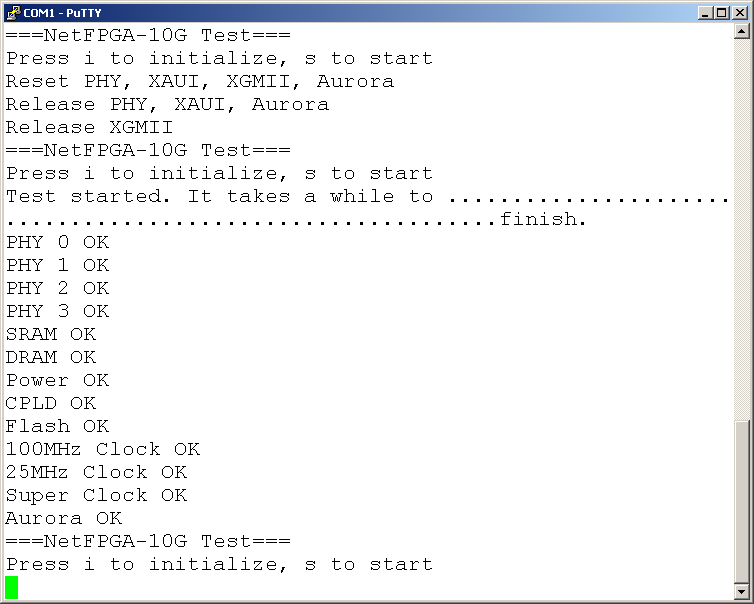 COM1 - PuTTY
===NetFPGA-10G Test===
Press i to initialize, s to start
Reset PHY, XAUI, XGMII, Aurora
Release PHY, XAUI, Aurora
Release XGMII
===NetFPGA-10G Test===
Press i to initialize, s to start
Test started. It takes a while to ......................
......................................finish.
PHY 0 OK
PHY 1 OK
PHY 2 OK
PHY 3 OK
SRAM OK
DRAM OK
Power OK
CPLD OK
Flash OK
100MHz Clock OK
25MHz Clock OK
Super Clock OK
Aurora OK
===NetFPGA-10G Test===
Press i to initialize, s to start